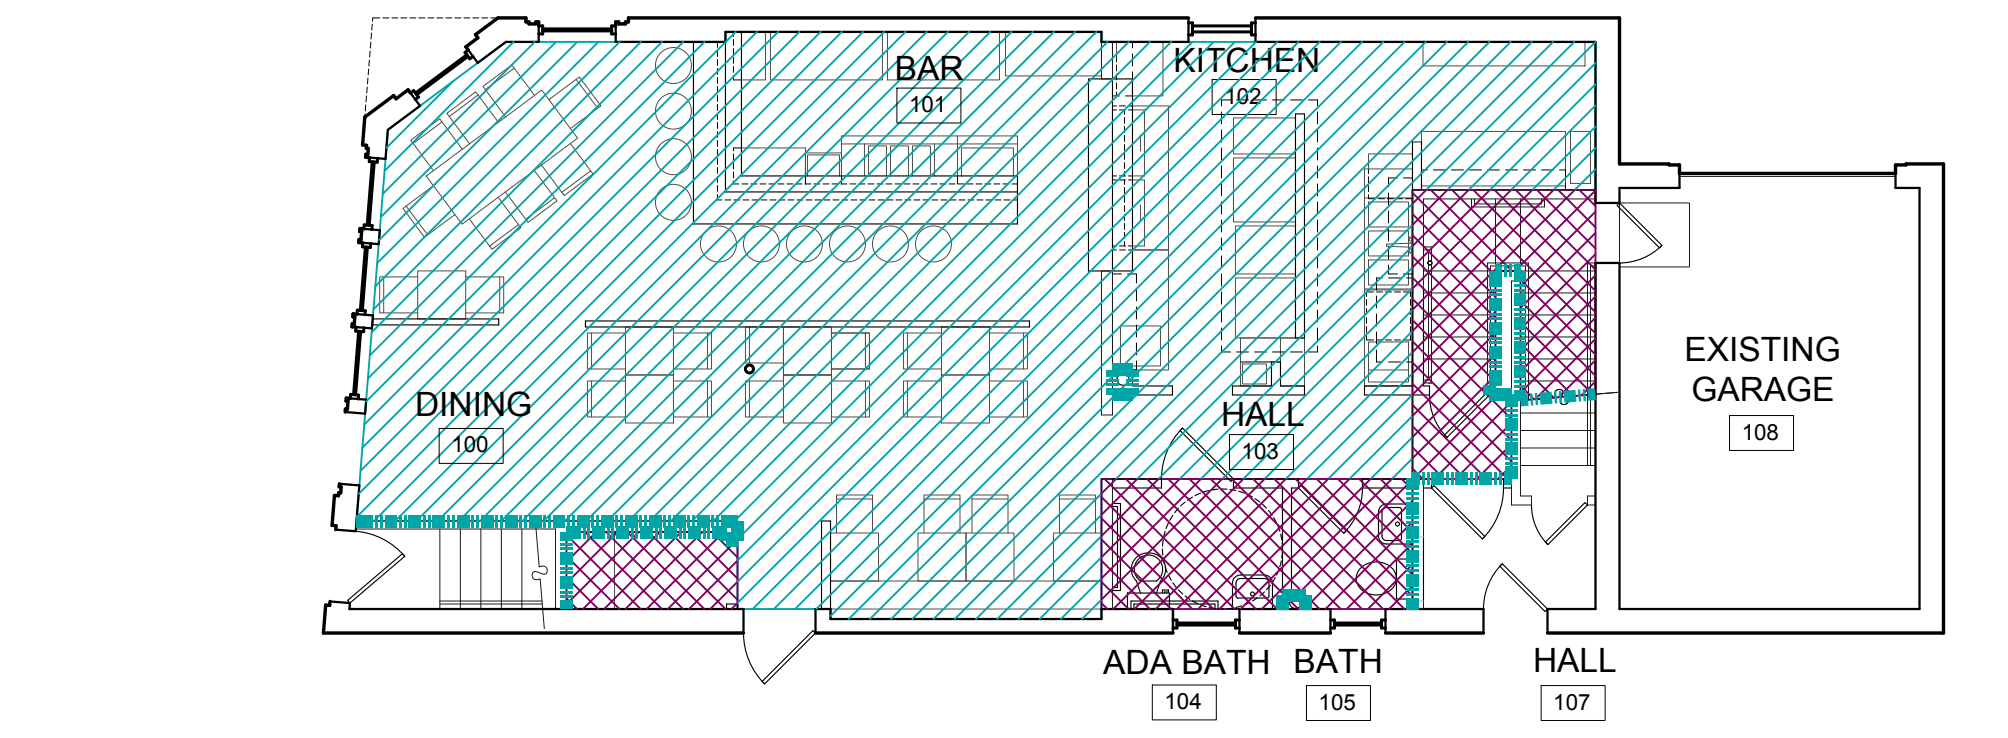 BAR
101
KITCHEN
102
EXISTING
GARAGE
108
DINING
100
HALL
103
ADA BATH
104
BATH
105
HALL
107